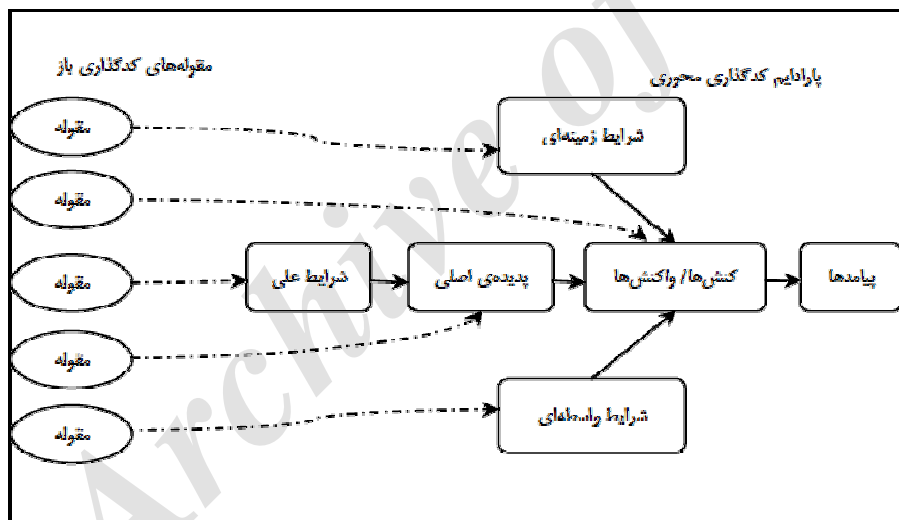 پارادایم کدگذاری محوری
مقوله‌های کدگذاری باز
شرایط زمینه‌ای
مقوله
مقوله
مقوله
شرایط علی
پدیده‌ی اصلی
کنش‌ها/ واکنش‌ها
پیامدها
مقوله
شرایط واسطه‌ای
مقوله
Archive of